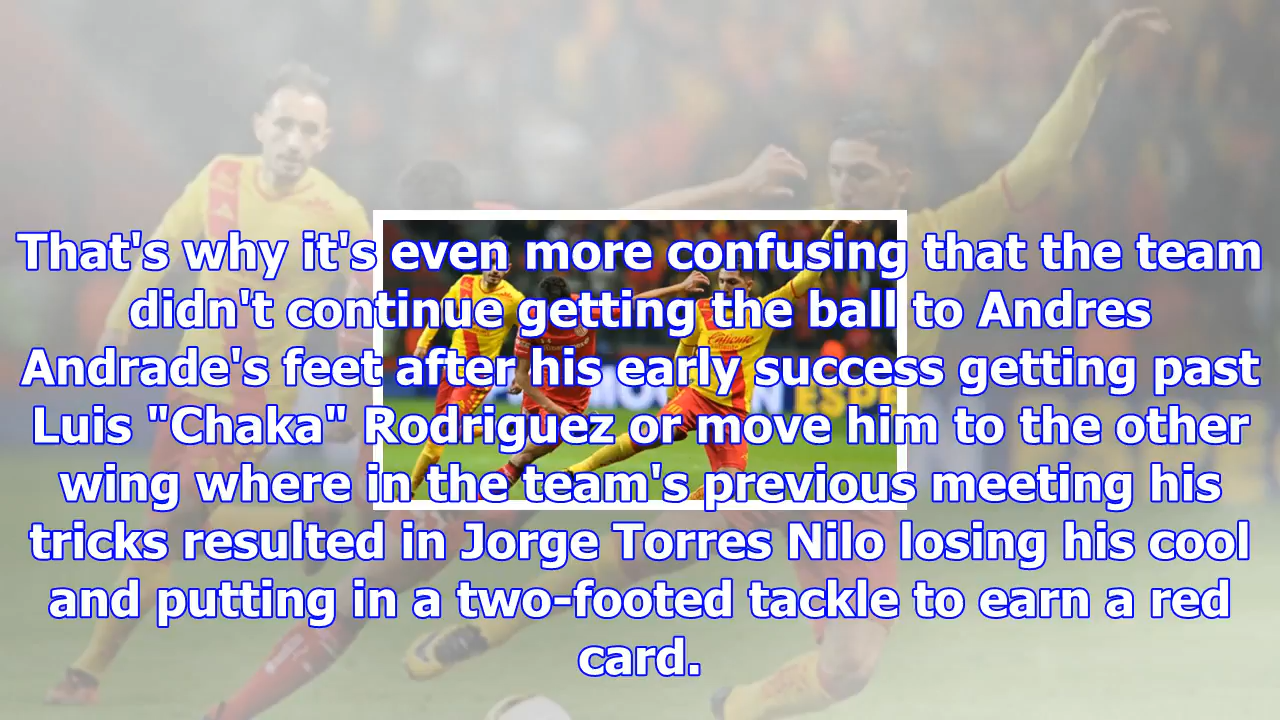 That's why it's even more confusing that the team
didn't continue getting the ball to Andres
Andrade's feet after his early success getting past
Luis "Chaka" Rodriguez or move him to the other
wing where in the team's previous meeting his
tricks resulted in Jorge Torres Nilo losing his cool
and putting in a two-footed tackle to earn a red
card.